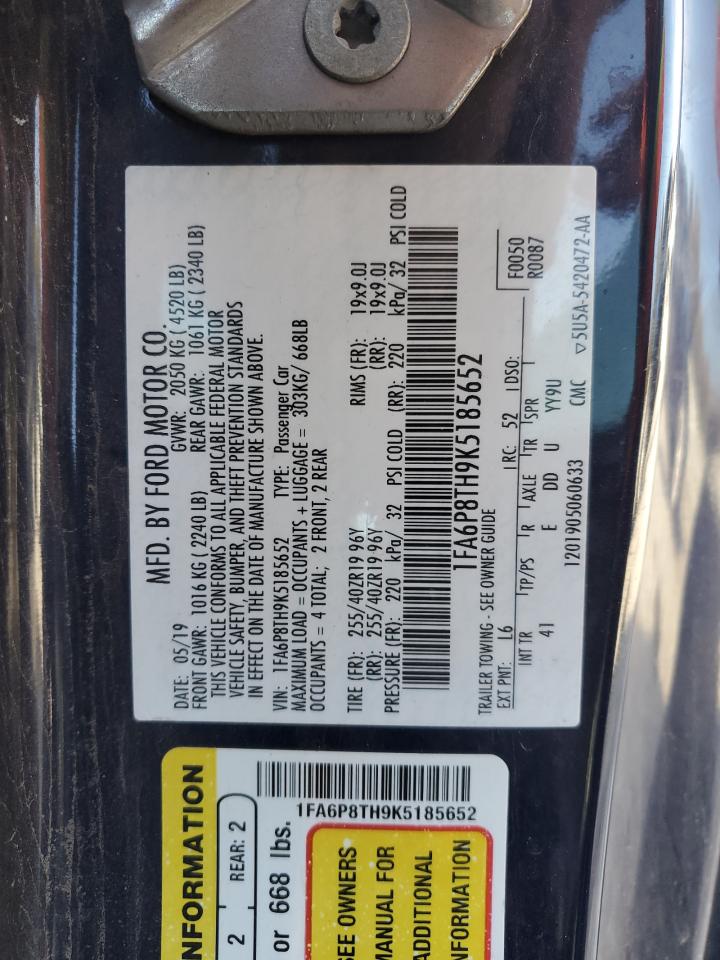 MFD. BY FORD MOTOR CO.
DATE: 05/19 GVWR: 2050 KG ( 4520 LB)
FRONT GAWR: 1016 KG ( 2240 LB) REAR GAWR: 1061 KG ( 2340 LB)
THIS VEHICLE CONFORMS TO ALL APPLICABLE FEDERAL MOTOR
VEHICLE SAFETY, BUMPER, AND THEFT PREVENTION STANDARDS
IN EFFECT ON THE DATE OF MANUFACTURE SHOWN ABOVE.
VIN: 1FA6P8TH9K5185652 TYPE: Passenger Car
MAXIMUM LOAD = OCCUPANTS + LUGGAGE = 303KG/ 668LB
OCCUPANTS = 4 TOTAL; 2 FRONT, 2 REAR
TIRE (FR): 255/40ZR19 96Y RIMS (FR): 19x9.0J
(RR): 255/40ZR19 96Y (RR): 19x9.0J
PRESSURE (FR): 220 kPa/ 32 PSI COLD (RR): 220 kPa/ 32 PSI COLD
1FA6P8TH9K5185652
TRAILER TOWING - SEE OWNER GUIDE F0050
EXT PNT: L6 RC: 52 DSO: R0087
INT TR TP/PS R AXLE TR SPR
41 E DD U YY9U
1201905060633 CMC ▽5U5A-5420472-AA
NFORMATION
2 REAR: 2
or 668 lbs.
1FA6P8TH9K5185652
SEE OWNERS
MANUAL FOR
ADDITIONAL
NFORMATION